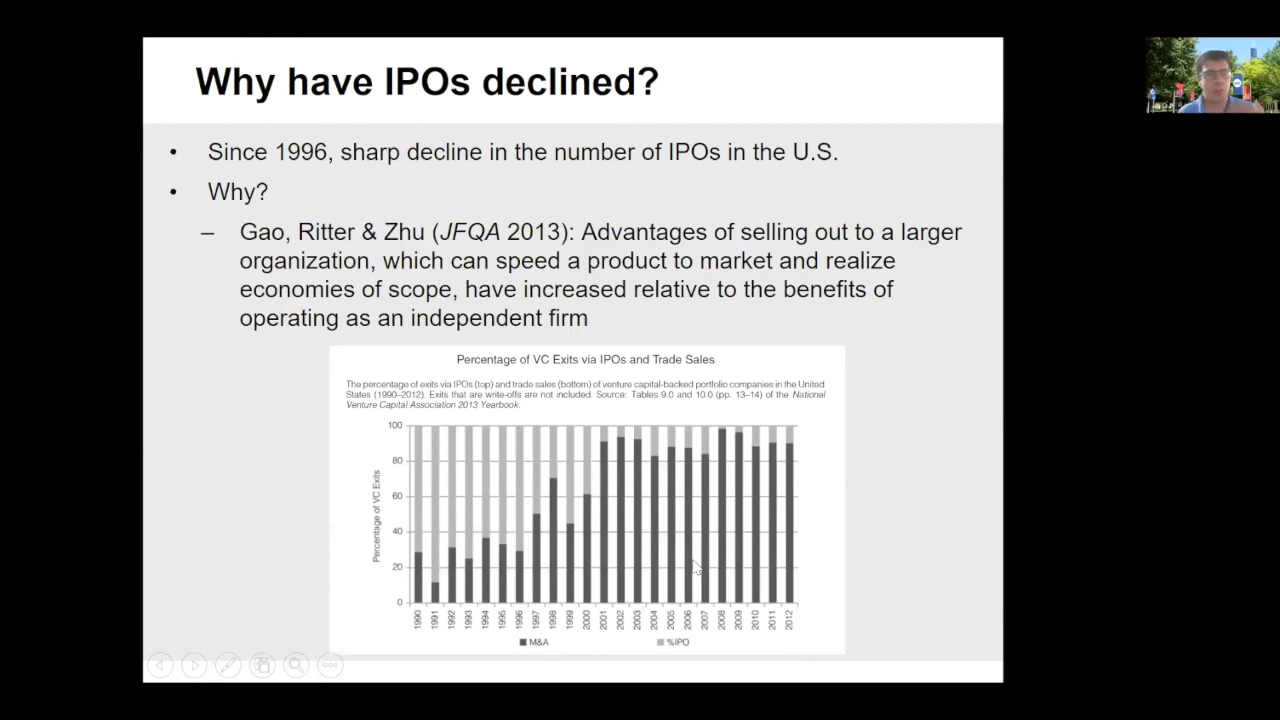 Why have IPOs declined?
• Since 1996, sharp decline in the number of IPOs in the U.S.
• Why?
– Gao, Ritter & Zhu (JFQA 2013): Advantages of selling out to a larger
organization, which can speed a product to market and realize
economies of scope, have increased relative to the benefits of
operating as an independent firm
Percentage of VC Exits via IPOs and Trade Sales
The percentage of exits via IPOs (top) and trade sales (bottom) of venture capital-backed portfolio companies in the United
States (1990–2012). Exits that are write-offs are not included. Source: Tables 9.0 and 10.0 (pp. 13–14) of the National
Venture Capital Association 2013 Yearbook.
Percentage of VC Exits
100
80
60
40
20
0
1990 1991 1992 1993 1994 1995 1996 1997 1998 1999 2000 2001 2002 2003 2004 2005 2006 2007 2008 2009 2010 2011 2012
M&A %IPO